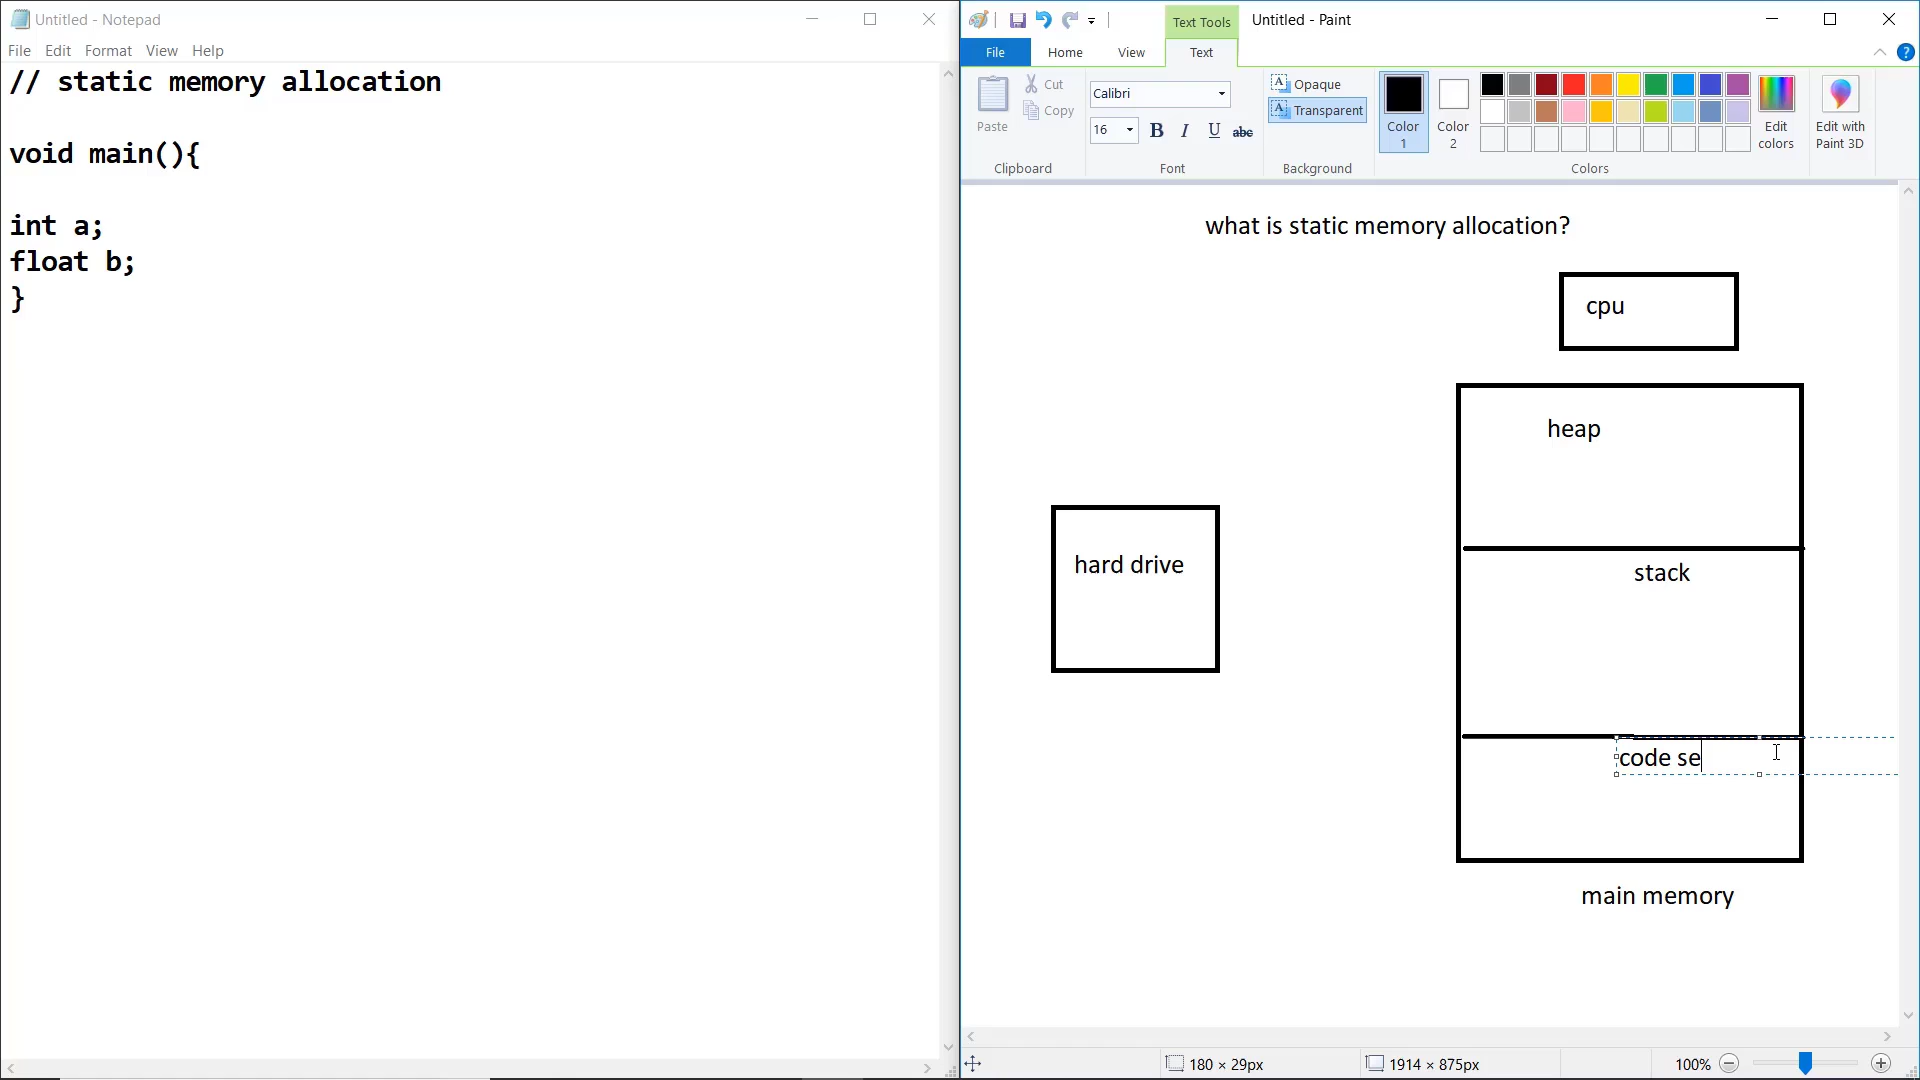 Untitled - Notepad
File Edit Format View Help
// static memory allocation
void main(){
int a;
float b;
}
Text Tools
Untitled - Paint
File Home View Text
Paste
Cut
Copy
Clipboard
Calibri
16
B I U abc
Font
Opaque
Transparent
Background
Color 1
Color 2
Edit colors
Colors
Edit with Paint 3D
what is static memory allocation?
cpu
heap
hard drive
stack
code se
main memory
180 × 29px
1914 × 875px
100%